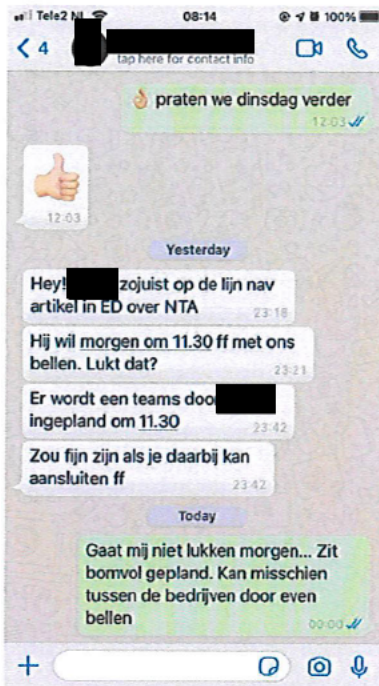 Tele2 NL 08:14 100%
4
tap here for contact info
👌🏼 praten we dinsdag verder
12:03
👍🏼
12:03
Yesterday
Hey! zojuist op de lijn nav
artikel in ED over NTA
23:18
Hij wil morgen om 11.30 ff met ons
bellen. Lukt dat?
23:21
Er wordt een teams doo
ingepland om 11.30
23:42
Zou fijn zijn als je daarbij kan
aansluiten ff
23:42
Today
Gaat mij niet lukken morgen... Zit
bomvol gepland. Kan misschien
tussen de bedrijven door even
bellen
00:00